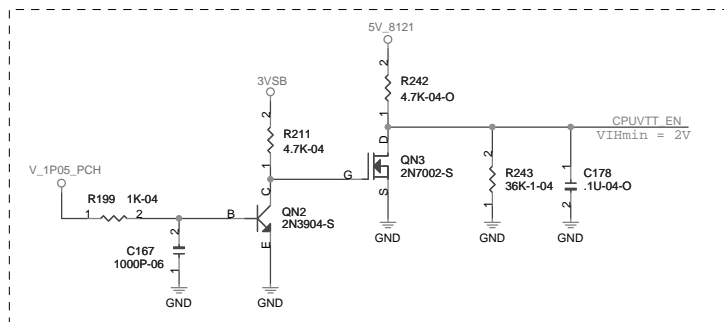 5V_8121
2
R242
4.7K-04-O
1
3VSB
2
R211
4.7K-04
1
CPUVTT_EN
VIHmin = 2V
D
G
QN3
2N7002-S
S
GND
2
R243
36K-1-04
1
GND
1
C178
.1U-04-O
2
GND
V_1P05_PCH
R199 1K-04
1 2
B
C
QN2
2N3904-S
E
2
C167
1000P-06
1
GND
GND